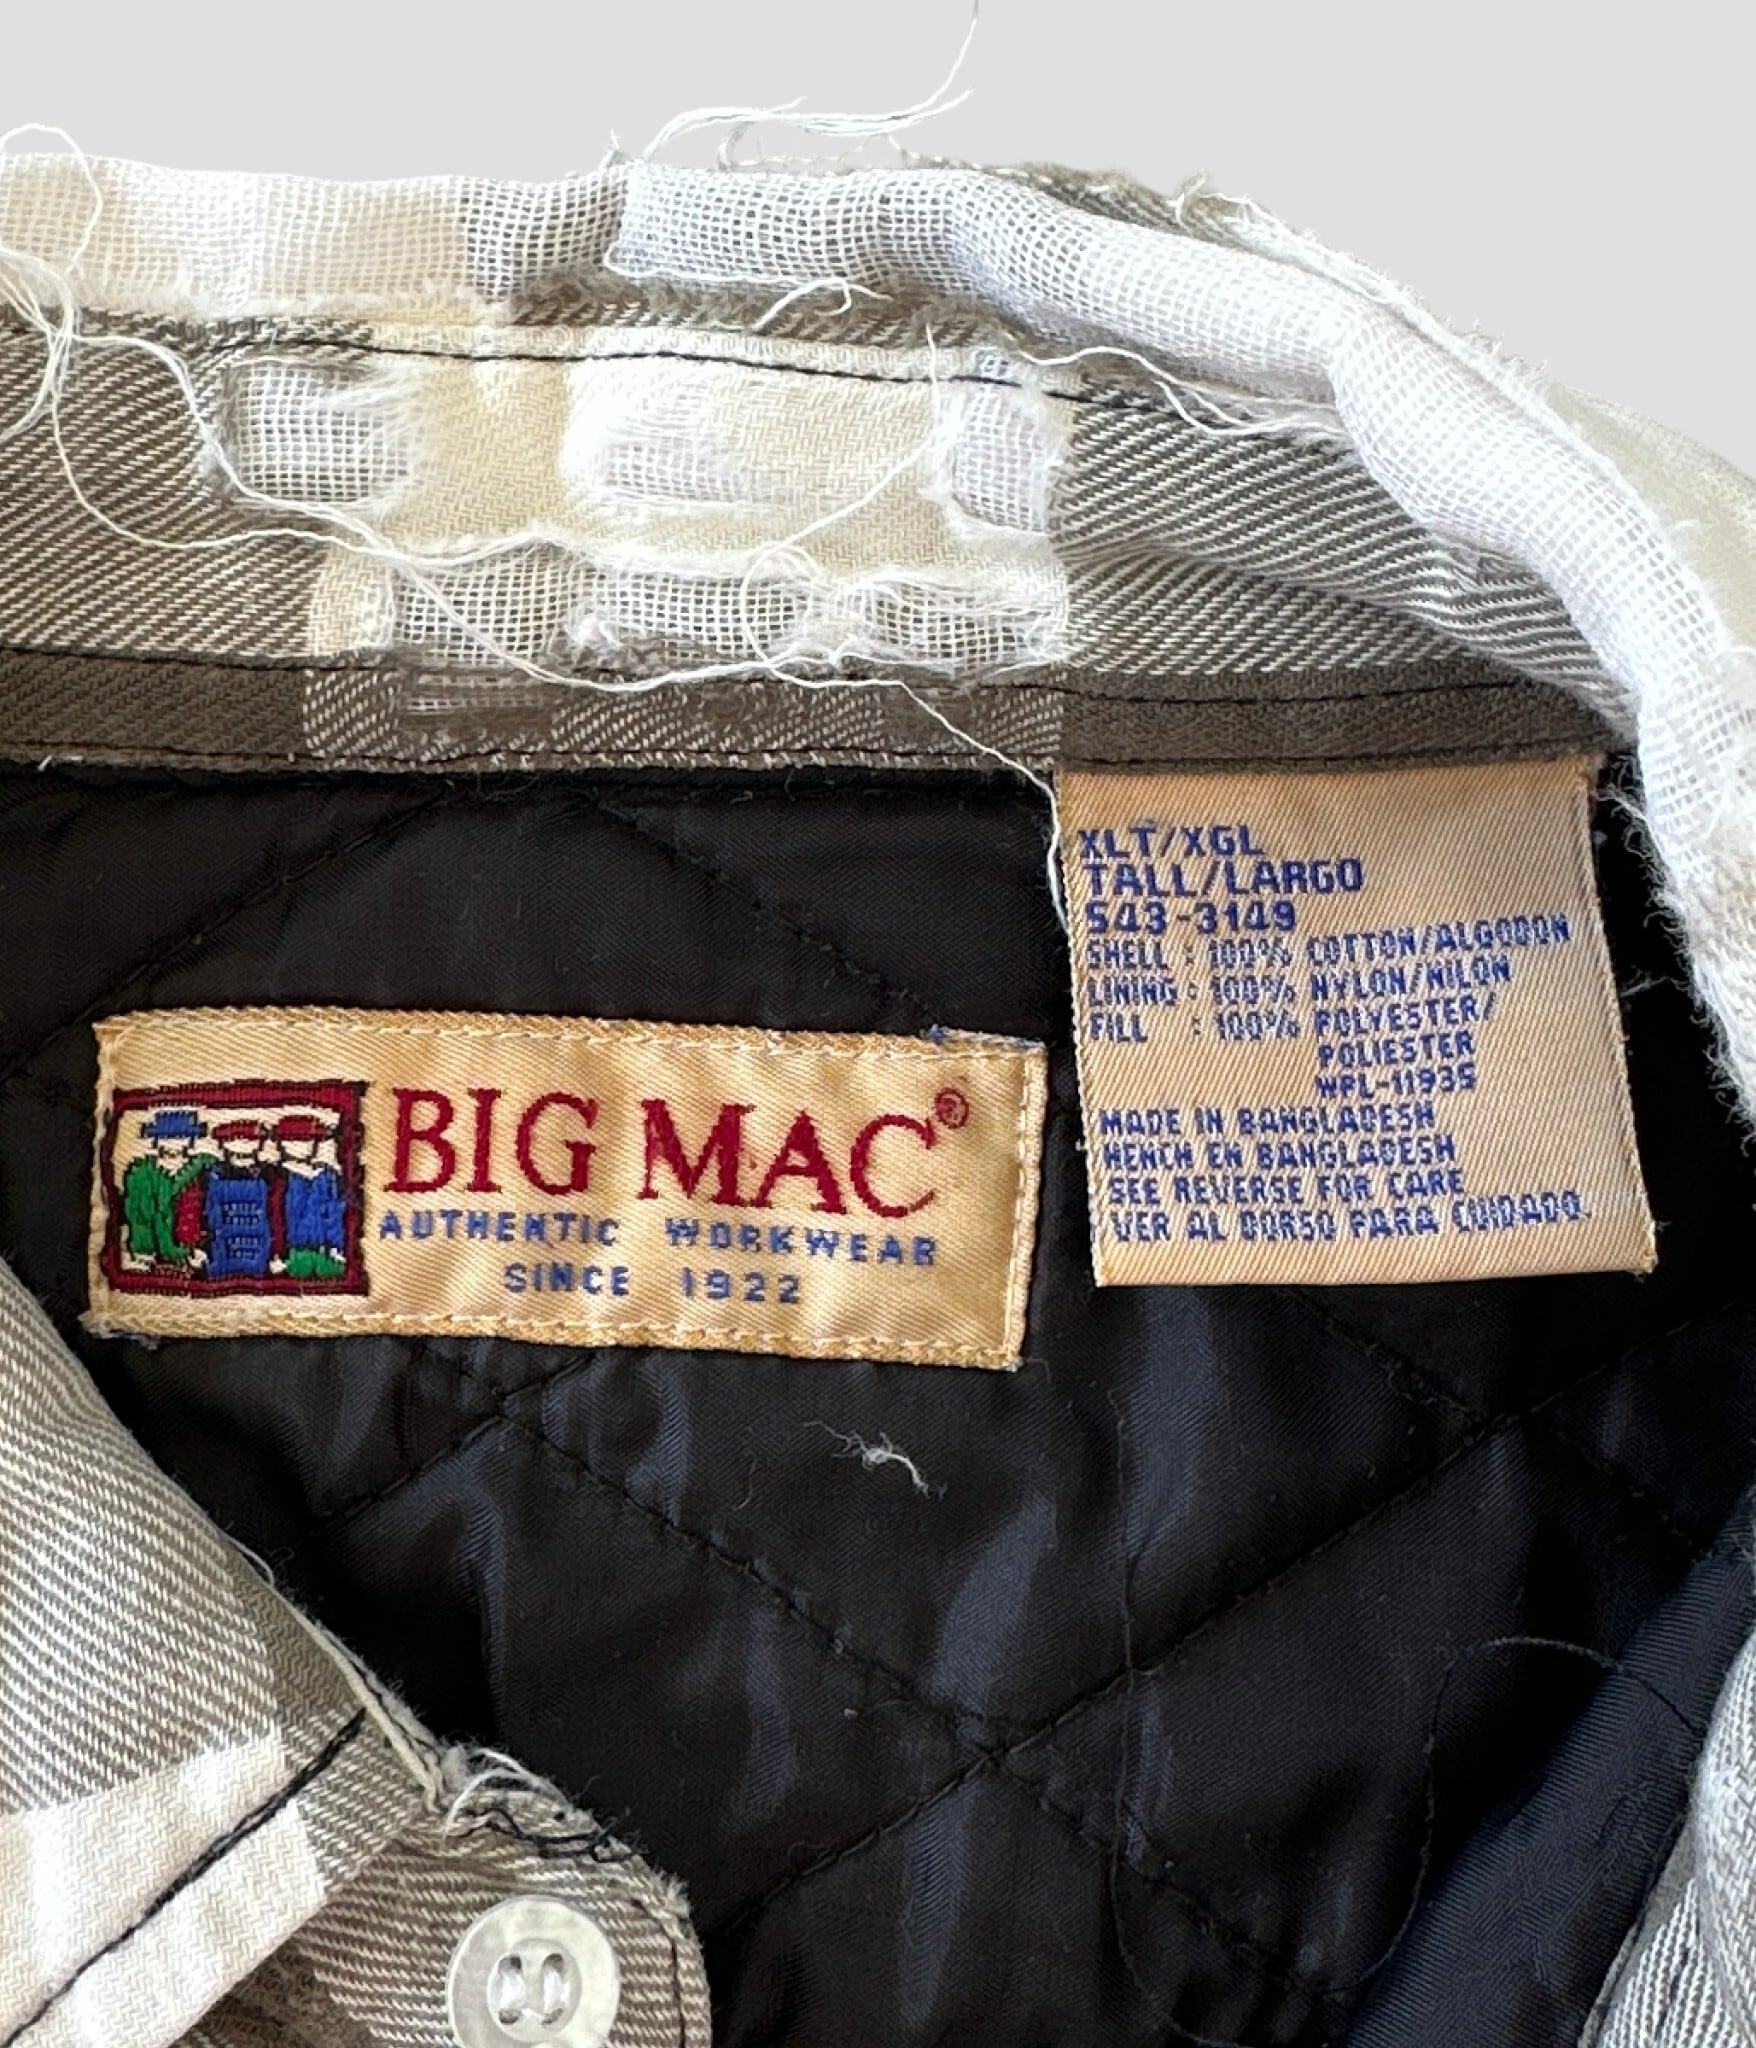 BIG MAC®
AUTHENTIC WORKWEAR
SINCE 1922
XLT/XGL
TALL/LARGO
543-3149
SHELL : 100% COTTON/ALGODON
LINING : 100% NYLON/NILON
FILL : 100% POLYESTER/
POLIESTER
WPL-11935
MADE IN BANGLADESH
HENCH EN BANGLADESH
SEE REVERSE FOR CARE
VER AL DORSO PARA CUIDADO.